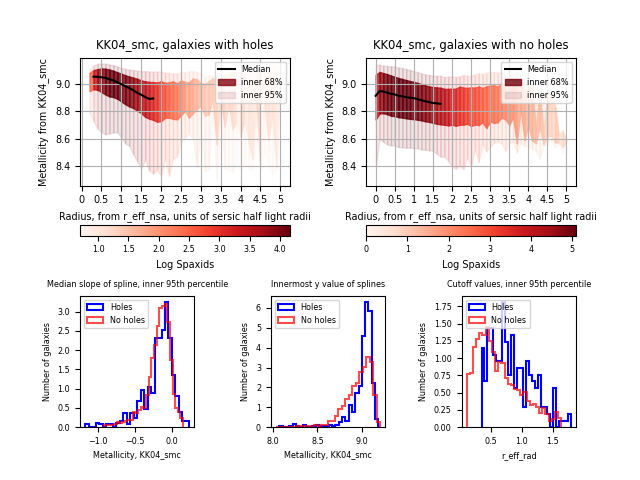 KK04_smc, galaxies with holes
Metallicity from KK04_smc
9.0
8.8
8.6
8.4
Median
inner 68%
inner 95%
0 0.5 1 1.5 2 2.5 3 3.5 4 4.5 5
Radius, from r_eff_nsa, units of sersic half light radii
1.0 1.5 2.0 2.5 3.0 3.5 4.0
Log Spaxids
KK04_smc, galaxies with no holes
Metallicity from KK04_smc
9.0
8.8
8.6
8.4
Median
inner 68%
inner 95%
0 0.5 1 1.5 2 2.5 3 3.5 4 4.5 5
Radius, from r_eff_nsa, units of sersic half light radii
0 1 2 3 4 5
Log Spaxids
Median slope of spline, inner 95th percentile
Number of galaxies
3.0
2.5
2.0
1.5
1.0
0.5
0.0
Holes
No holes
−1.0 −0.5 0.0
Metallicity, KK04_smc
Innermost y value of splines
Number of galaxies
6
5
4
3
2
1
0
Holes
No holes
8.0 8.5 9.0
Metallicity, KK04_smc
Cutoff values, inner 95th percentile
Number of galaxies
1.75
1.50
1.25
1.00
0.75
0.50
0.25
0.00
Holes
No holes
0.5 1.0 1.5
r_eff_rad